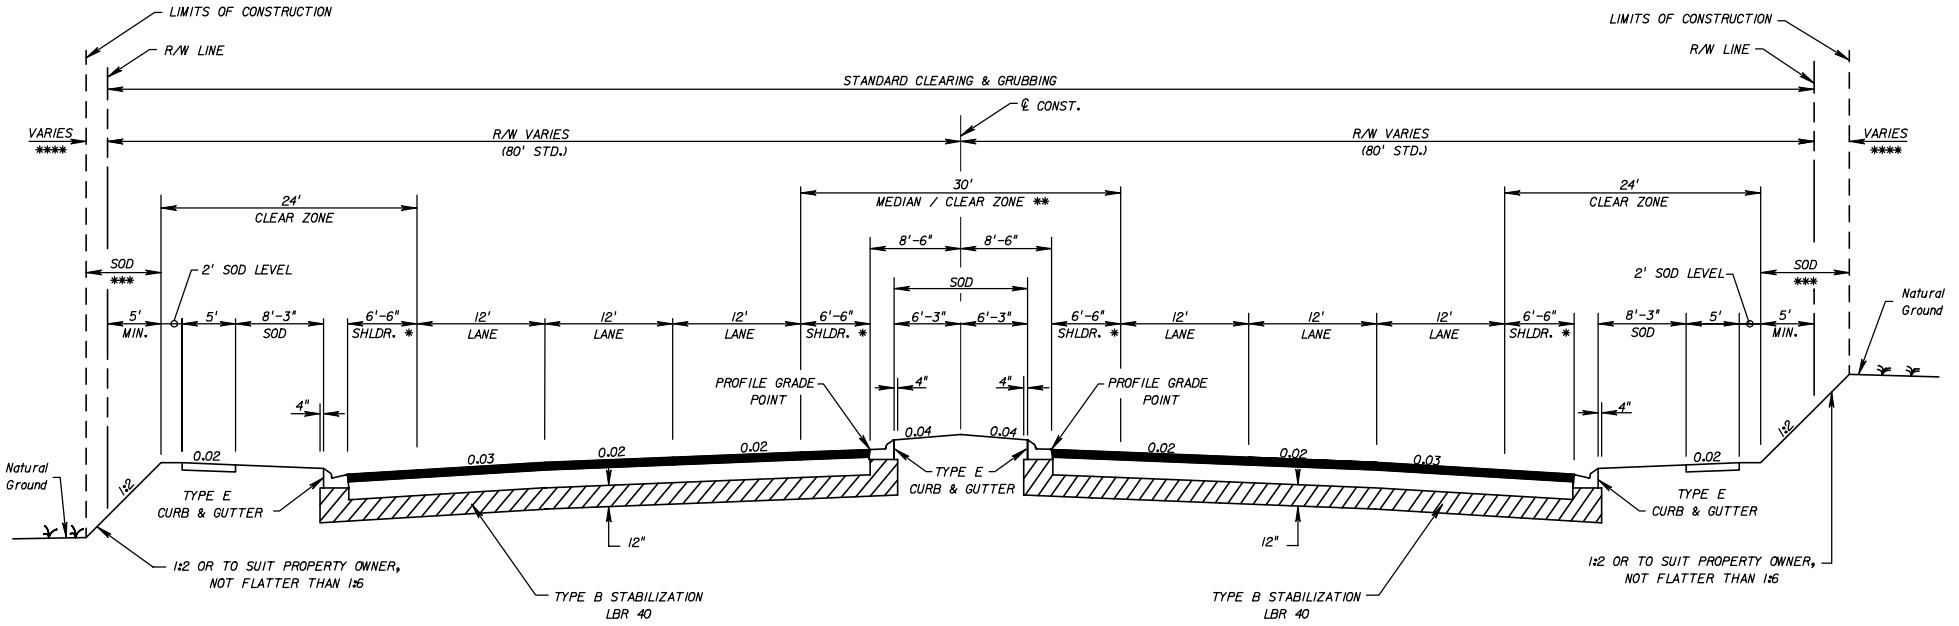 LIMITS OF CONSTRUCTION
LIMITS OF CONSTRUCTION
R/W LINE
R/W LINE
STANDARD CLEARING & GRUBBING
℄ CONST.
VARIES
****
R/W VARIES
(80' STD.)
R/W VARIES
(80' STD.)
VARIES
****
24'
CLEAR ZONE
30'
MEDIAN / CLEAR ZONE **
24'
CLEAR ZONE
8'-6" 8'-6"
SOD
***
2' SOD LEVEL
SOD
2' SOD LEVEL
SOD
***
Natural
Ground
5'
MIN.
5'
8'-3"
SOD
6'-6"
SHLDR. *
12'
LANE
12'
LANE
12'
LANE
6'-6"
SHLDR. *
6'-3" 6'-3"
6'-6"
SHLDR. *
12'
LANE
12'
LANE
12'
LANE
6'-6"
SHLDR. *
8'-3"
SOD
5'
5'
MIN.
PROFILE GRADE
POINT
4"
4"
PROFILE GRADE
POINT
4"
4"
0.02
0.03
0.02
0.02
0.04
0.04
0.02
0.02
0.03
0.02
1:2
1:2
Natural
Ground
TYPE E
CURB & GUTTER
TYPE E
CURB & GUTTER
TYPE E
CURB & GUTTER
12"
12"
1:2 OR TO SUIT PROPERTY OWNER,
NOT FLATTER THAN 1:6
1:2 OR TO SUIT PROPERTY OWNER,
NOT FLATTER THAN 1:6
TYPE B STABILIZATION
LBR 40
TYPE B STABILIZATION
LBR 40